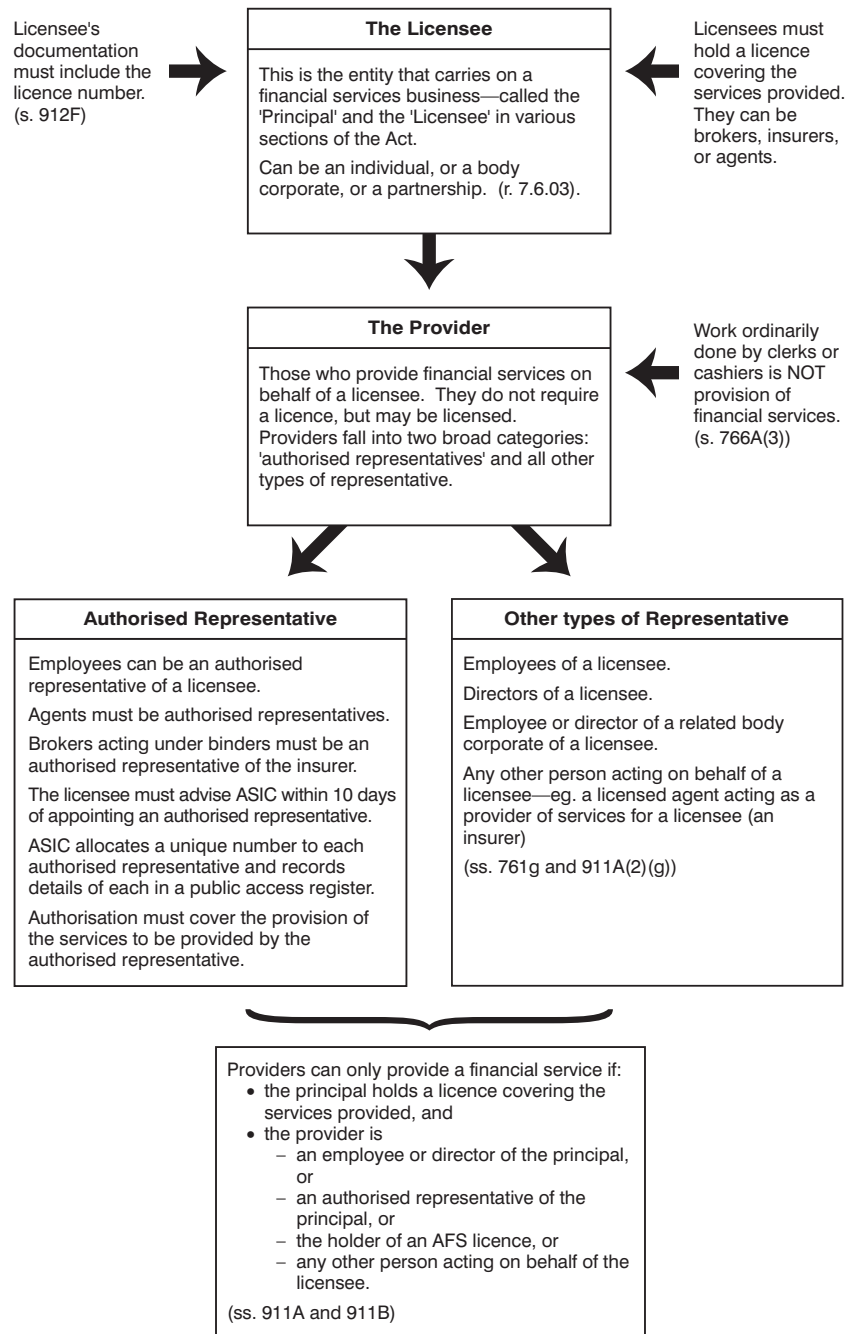 Licensee's
documentation
must include the
licence number.
(s. 912F)
The Licensee
This is the entity that carries on a
financial services business—called the
'Principal' and the 'Licensee' in various
sections of the Act.
Can be an individual, or a body
corporate, or a partnership. (r. 7.6.03).
Licensees must
hold a licence
covering the
services provided.
They can be
brokers, insurers,
or agents.
The Provider
Those who provide financial services on
behalf of a licensee. They do not require
a licence, but may be licensed.
Providers fall into two broad categories:
'authorised representatives' and all other
types of representative.
Work ordinarily
done by clerks or
cashiers is NOT
provision of
financial services.
(s. 766A(3))
Authorised Representative
Employees can be an authorised
representative of a licensee.
Agents must be authorised representatives.
Brokers acting under binders must be an
authorised representative of the insurer.
The licensee must advise ASIC within 10 days
of appointing an authorised representative.
ASIC allocates a unique number to each
authorised representative and records
details of each in a public access register.
Authorisation must cover the provision of
the services to be provided by the
authorised representative.
Other types of Representative
Employees of a licensee.
Directors of a licensee.
Employee or director of a related body
corporate of a licensee.
Any other person acting on behalf of a
licensee—eg. a licensed agent acting as a
provider of services for a licensee (an
insurer)
(ss. 761g and 911A(2)(g))
Providers can only provide a financial service if:
• the principal holds a licence covering the
services provided, and
• the provider is
– an employee or director of the principal,
or
– an authorised representative of the
principal, or
– the holder of an AFS licence, or
– any other person acting on behalf of the
licensee.
(ss. 911A and 911B)